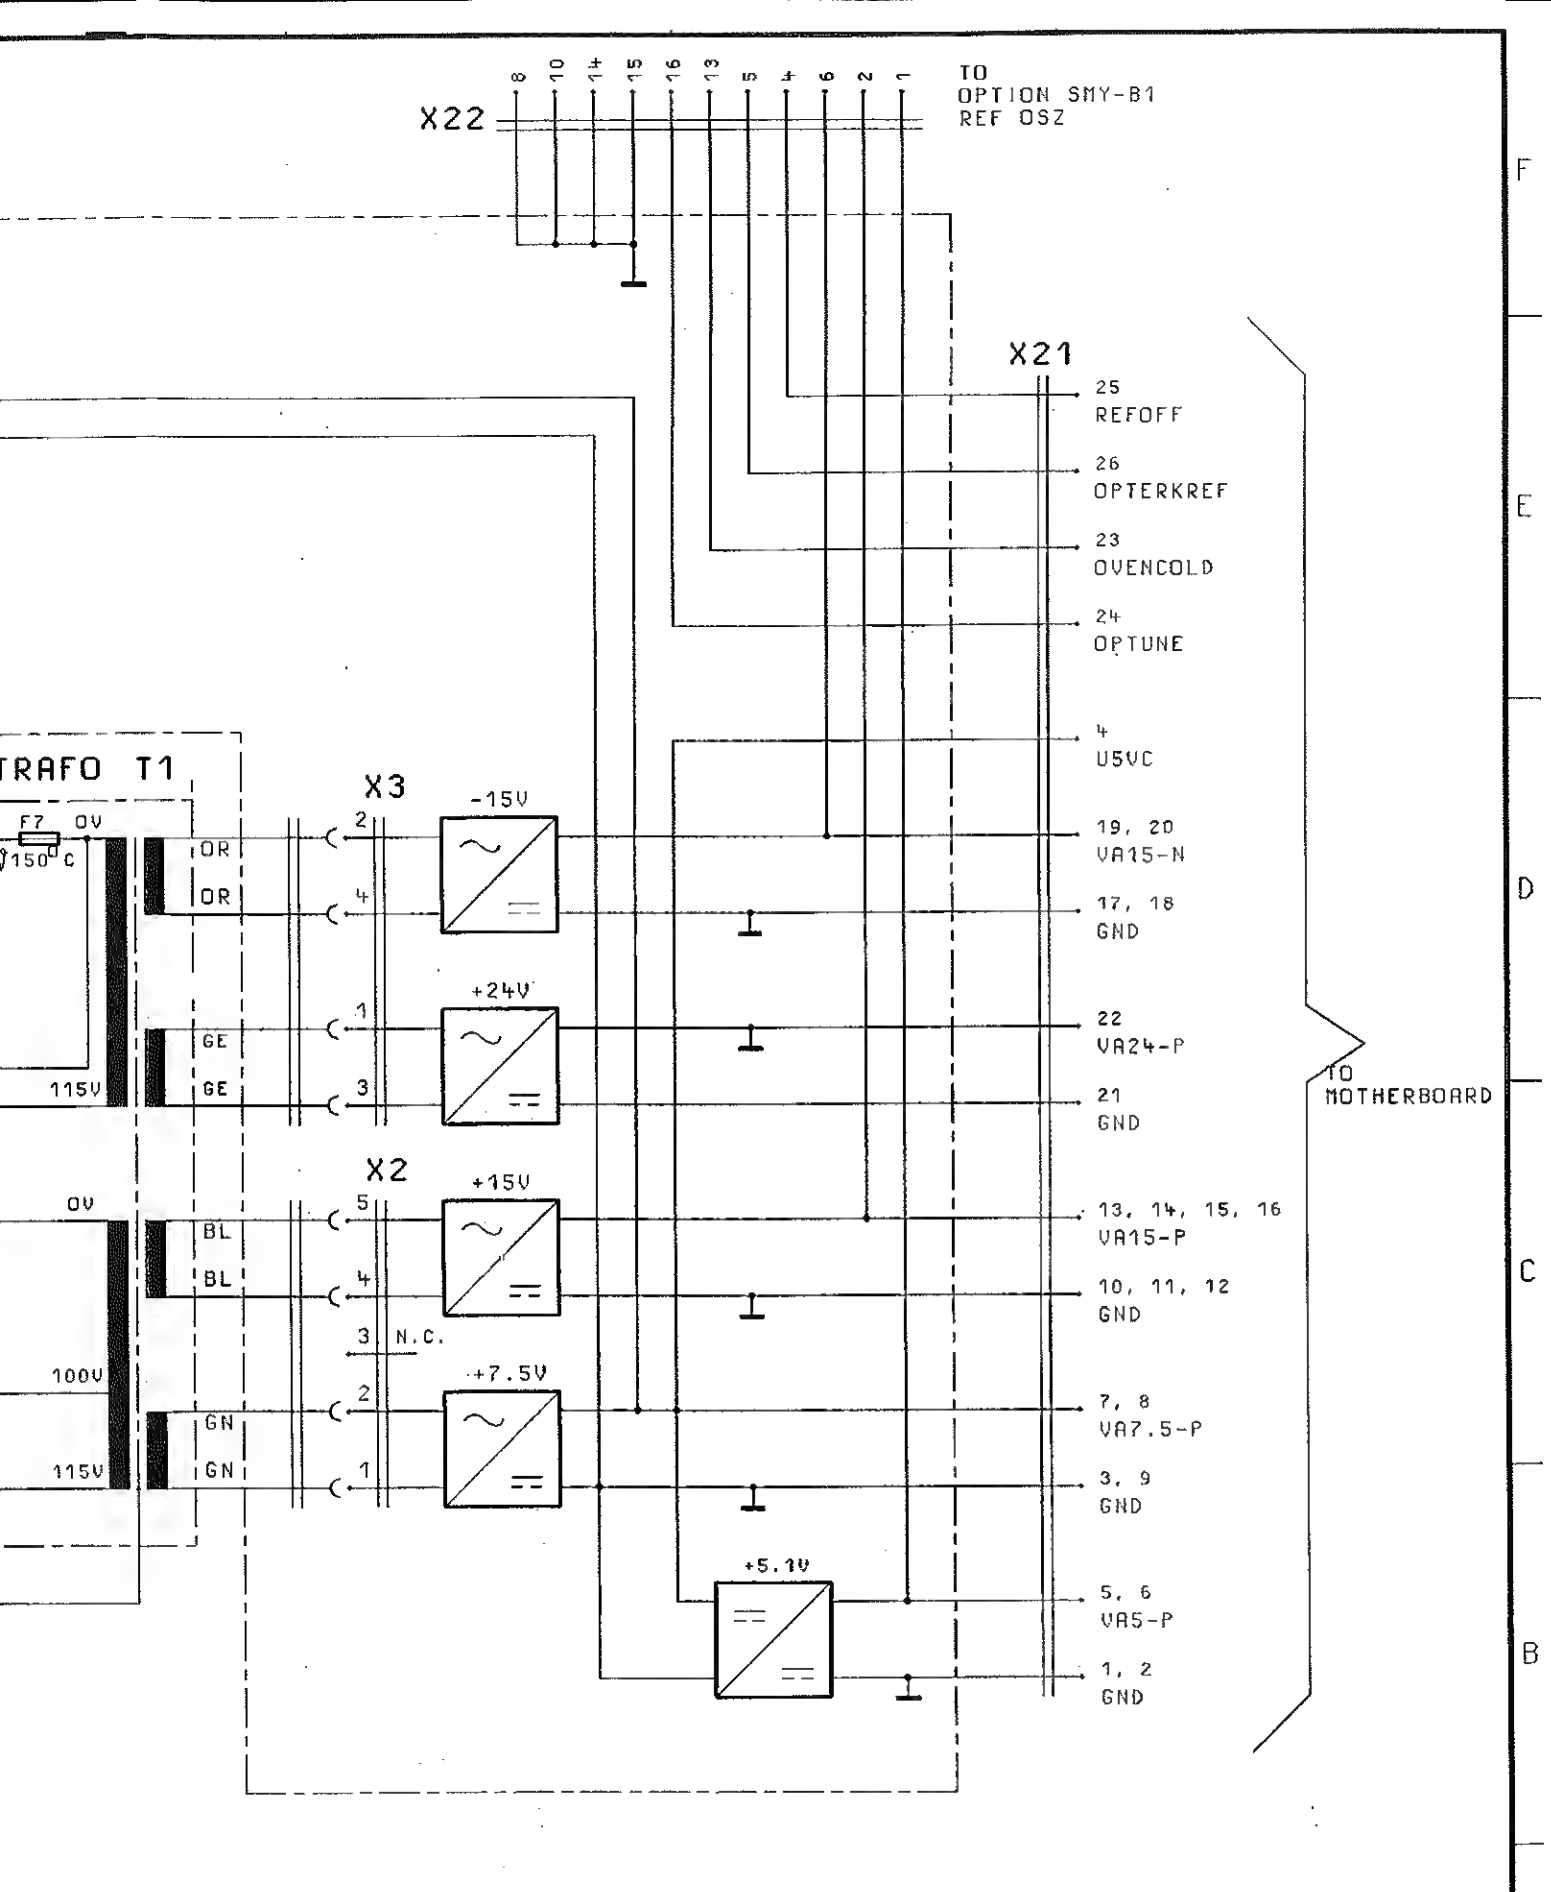 8 10 14 15 16 13 5 4 6 2 1
TO
OPTION SMY-B1
REF OSZ
X22
F
X21
25
REFOFF
26
OPTERKREF
E
23
OVENCOLD
24
OPTUNE
4
U5VC
TRAFO T1
X3
-15V
F7 0V
2
19, 20
VA15-N
150°C
OR
OR
4
17, 18
GND
D
+24V
1
22
VA24-P
GE
TO
MOTHERBOARD
115V
GE
3
21
GND
X2
+15V
0V
5
13, 14, 15, 16
VA15-P
BL
BL
4
10, 11, 12
GND
C
3 N.C.
100V
+7.5V
2
7, 8
VA7.5-P
GN
115V
GN
1
3, 9
GND
+5.1V
5, 6
VA5-P
B
1, 2
GND